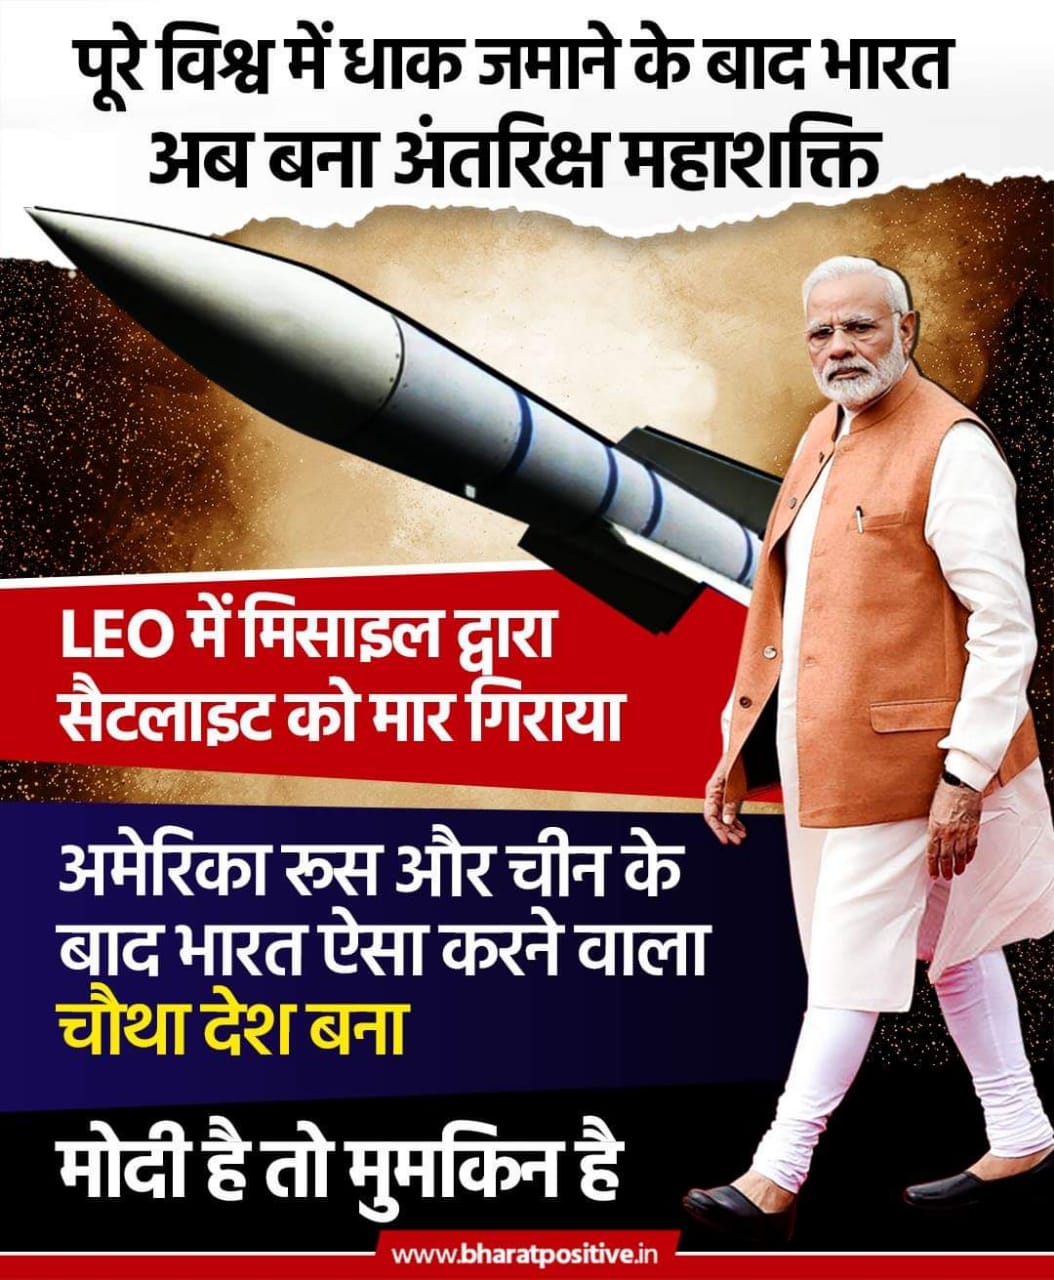 पूरे विश्व में धाक जमाने के बाद भारत
अब बना अंतरिक्ष महाशक्ति
LEO में मिसाइल द्वारा
सैटलाइट को मार गिराया
अमेरिका रूस और चीन के
बाद भारत ऐसा करने वाला
चौथा देश बना
मोदी है तो मुमकिन है
www.bharatpositive.in